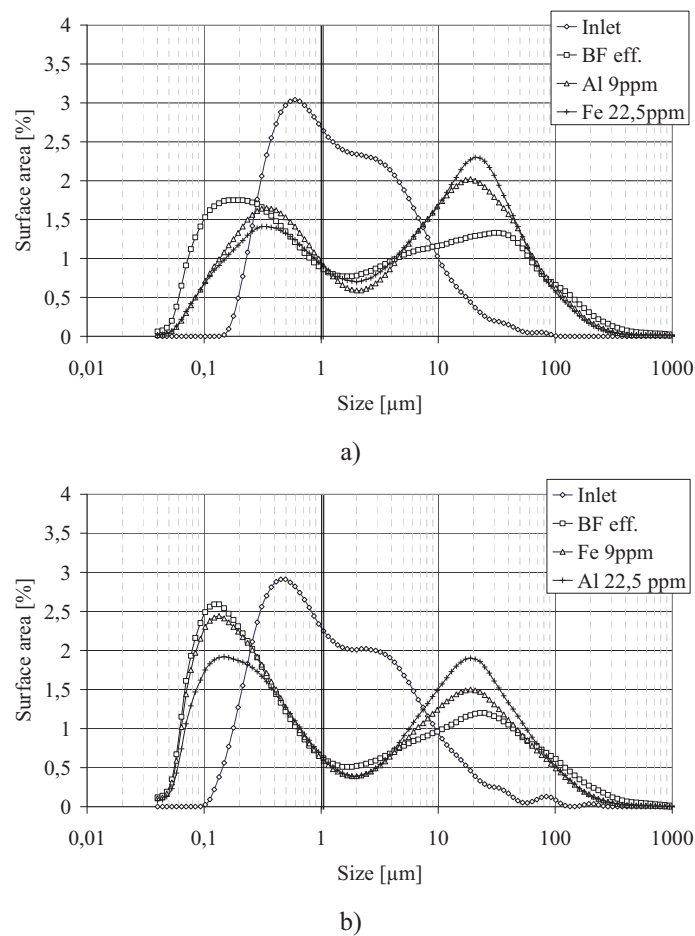 4
3,5
3
2,5
2
1,5
1
0,5
0
Surface area [%]
0,01 0,1 1 10 100 1000
Size [µm]
Inlet
BF eff.
Al 9ppm
Fe 22,5ppm
a)
4
3,5
3
2,5
2
1,5
1
0,5
0
Surface area [%]
0,01 0,1 1 10 100 1000
Size [µm]
Inlet
BF eff.
Fe 9ppm
Al 22,5 ppm
b)